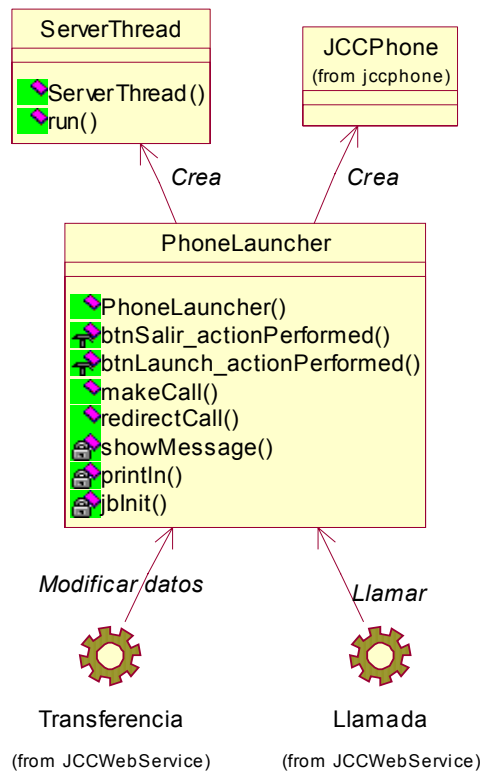 ServerThread
ServerThread()
run()
JCCPhone
(from jccphone)
Crea
Crea
PhoneLauncher
PhoneLauncher()
btnSalir_actionPerformed()
btnLaunch_actionPerformed()
makeCall()
redirectCall()
showMessage()
println()
jbInit()
Modificar datos
Llamar
Transferencia
(from JCCWebService)
Llamada
(from JCCWebService)